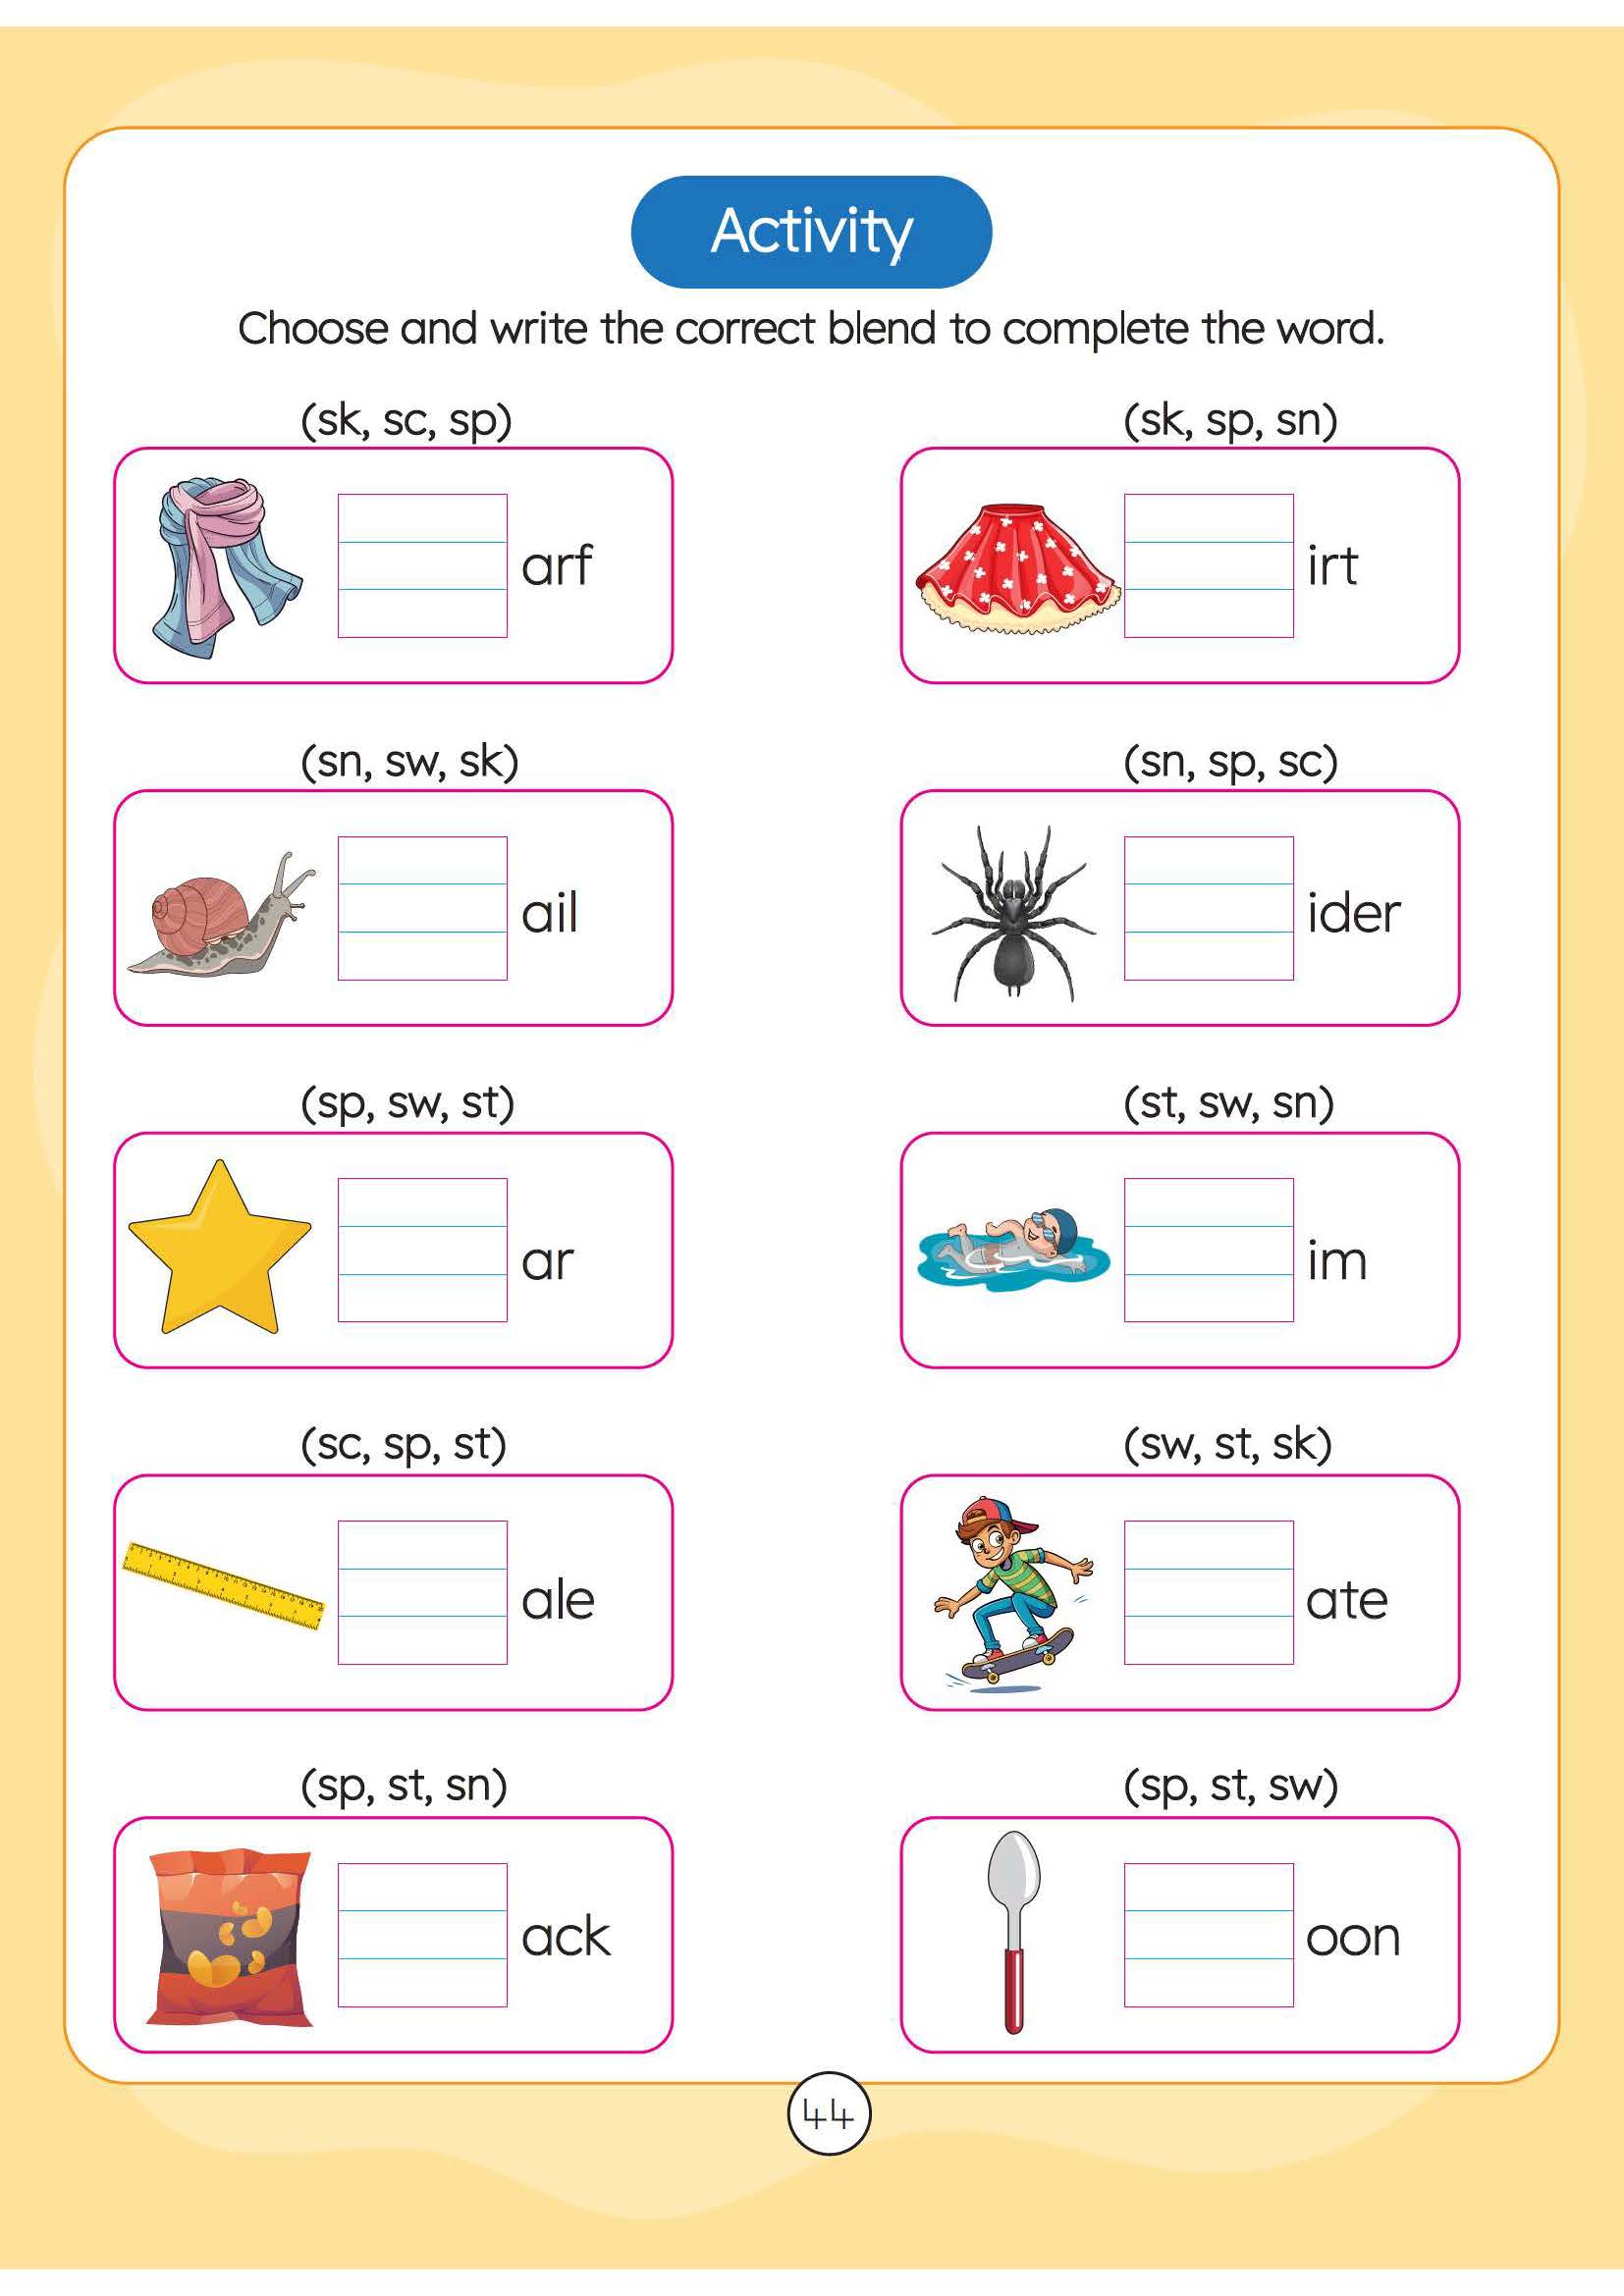 Activity
Choose and write the correct blend to complete the word.
(sk, sc, sp)
arf
(sk, sp, sn)
irt
(sn, sw, sk)
ail
(sn, sp, sc)
ider
(sp, sw, st)
ar
(st, sw, sn)
im
(sc, sp, st)
ale
(sw, st, sk)
ate
(sp, st, sn)
ack
(sp, st, sw)
oon
44